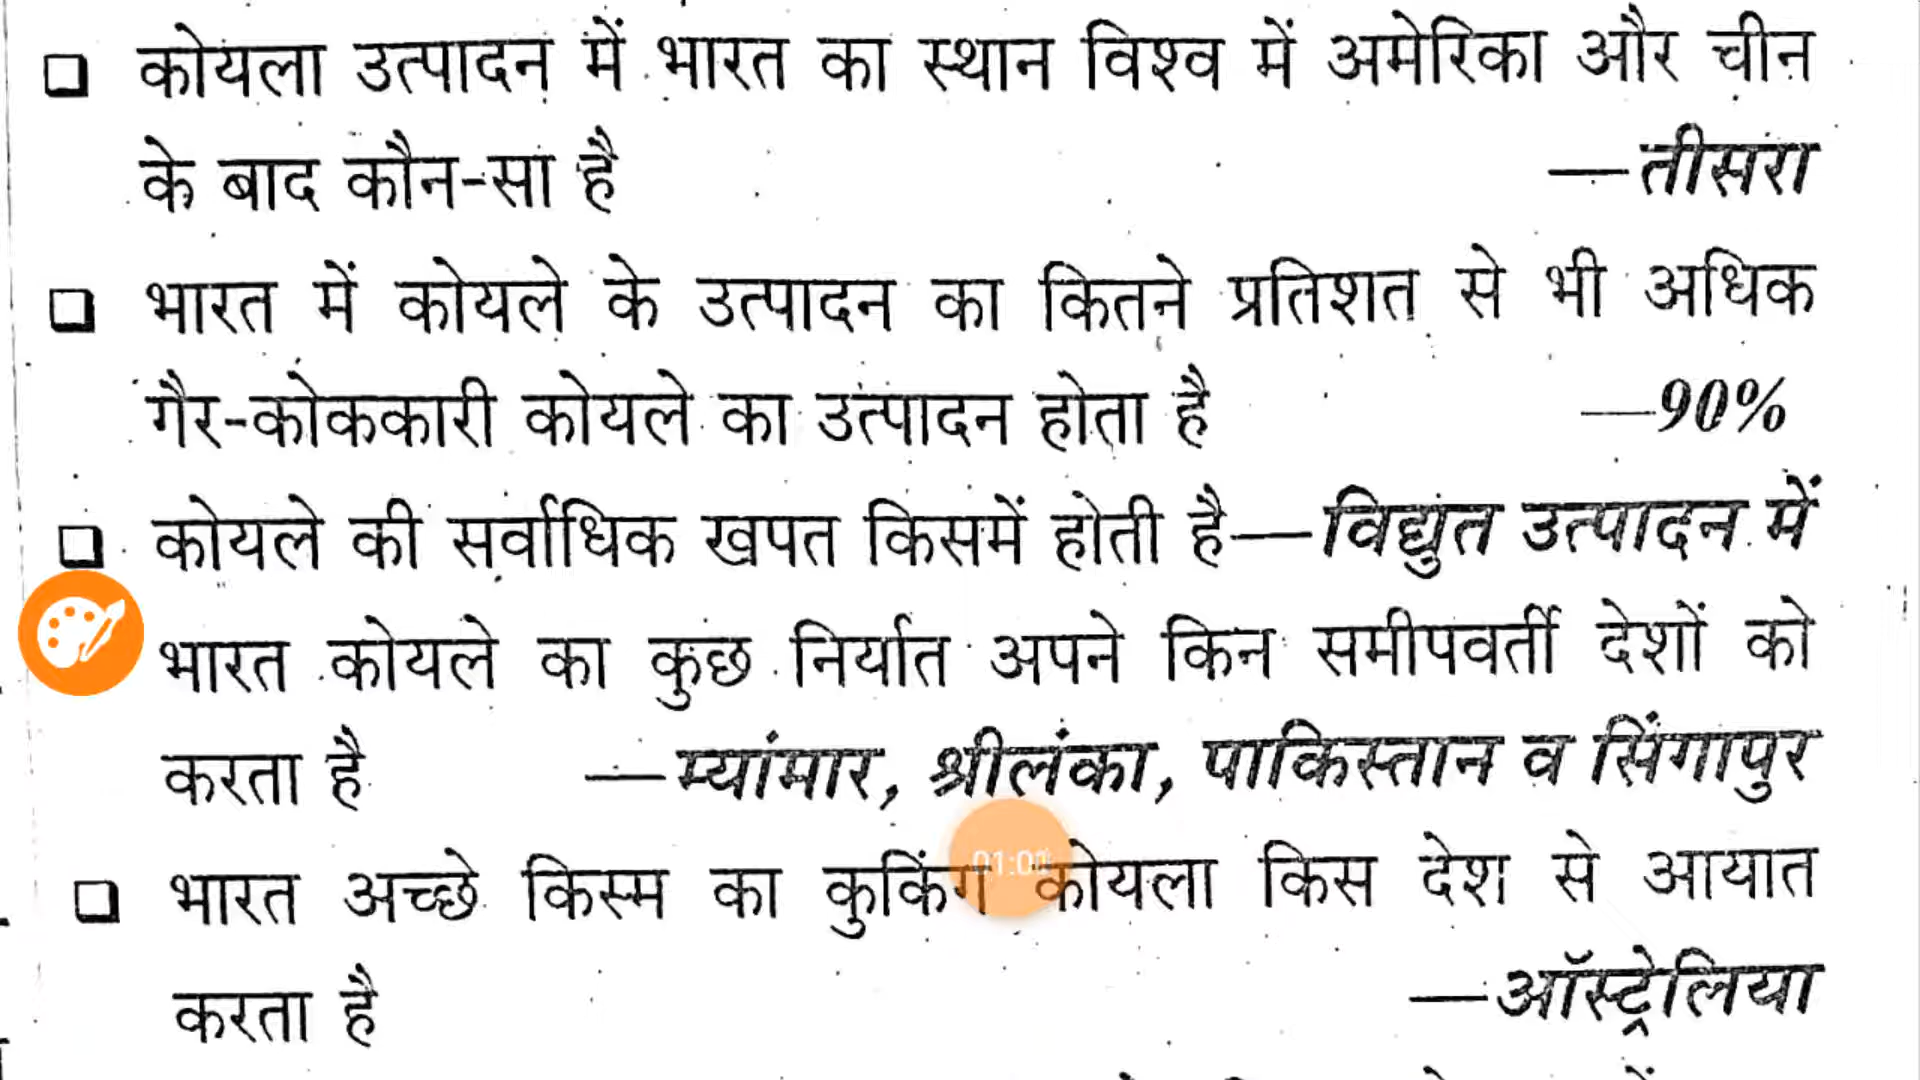 कोयला उत्पादन में भारत का स्थान विश्व में अमेरिका और चीन
के बाद कौन-सा है —तीसरा
भारत में कोयले के उत्पादन का कितने प्रतिशत से भी अधिक
गैर-कोककारी कोयले का उत्पादन होता है —90%
कोयले की सर्वाधिक खपत किसमें होती है—विद्युत उत्पादन में
भारत कोयले का कुछ निर्यात अपने किन समीपवर्ती देशों को
करता है —म्यांमार, श्रीलंका, पाकिस्तान व सिंगापुर
01:01
भारत अच्छे किस्म का कुकिंग कोयला किस देश से आयात
करता है —ऑस्ट्रेलिया